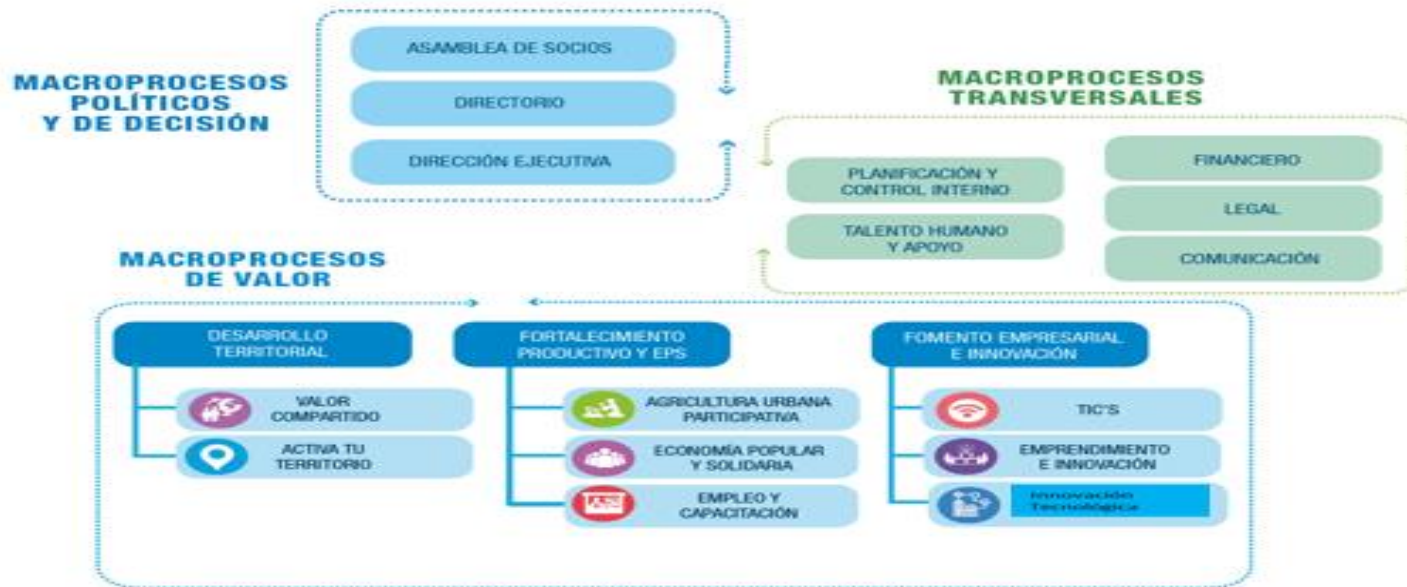 MACROPROCESOS
POLÍTICOS
Y DE DECISIÓN
ASAMBLEA DE SOCIOS
DIRECTORIO
DIRECCIÓN EJECUTIVA
MACROPROCESOS
TRANSVERSALES
PLANIFICACIÓN Y
CONTROL INTERNO
TALENTO HUMANO
Y APOYO
FINANCIERO
LEGAL
COMUNICACIÓN
MACROPROCESOS
DE VALOR
DESARROLLO
TERRITORIAL
VALOR
COMPARTIDO
ACTIVA TU
TERRITORIO
FORTALECIMIENTO
PRODUCTIVO Y EPS
AGRICULTURA URBANA
PARTICIPATIVA
ECONOMÍA POPULAR
Y SOLIDARIA
EMPLEO Y
CAPACITACIÓN
FOMENTO EMPRESARIAL
E INNOVACIÓN
TIC'S
EMPRENDIMIENTO
E INNOVACIÓN
Innovación
Tecnológica